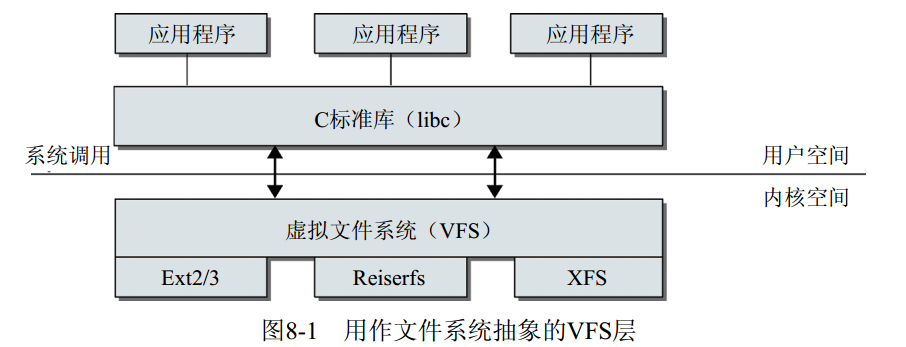 应用程序 应用程序 应用程序
C标准库（libc）
系统调用 用户空间
内核空间
虚拟文件系统（VFS）
Ext2/3 Reiserfs XFS
图8-1 用作文件系统抽象的VFS层